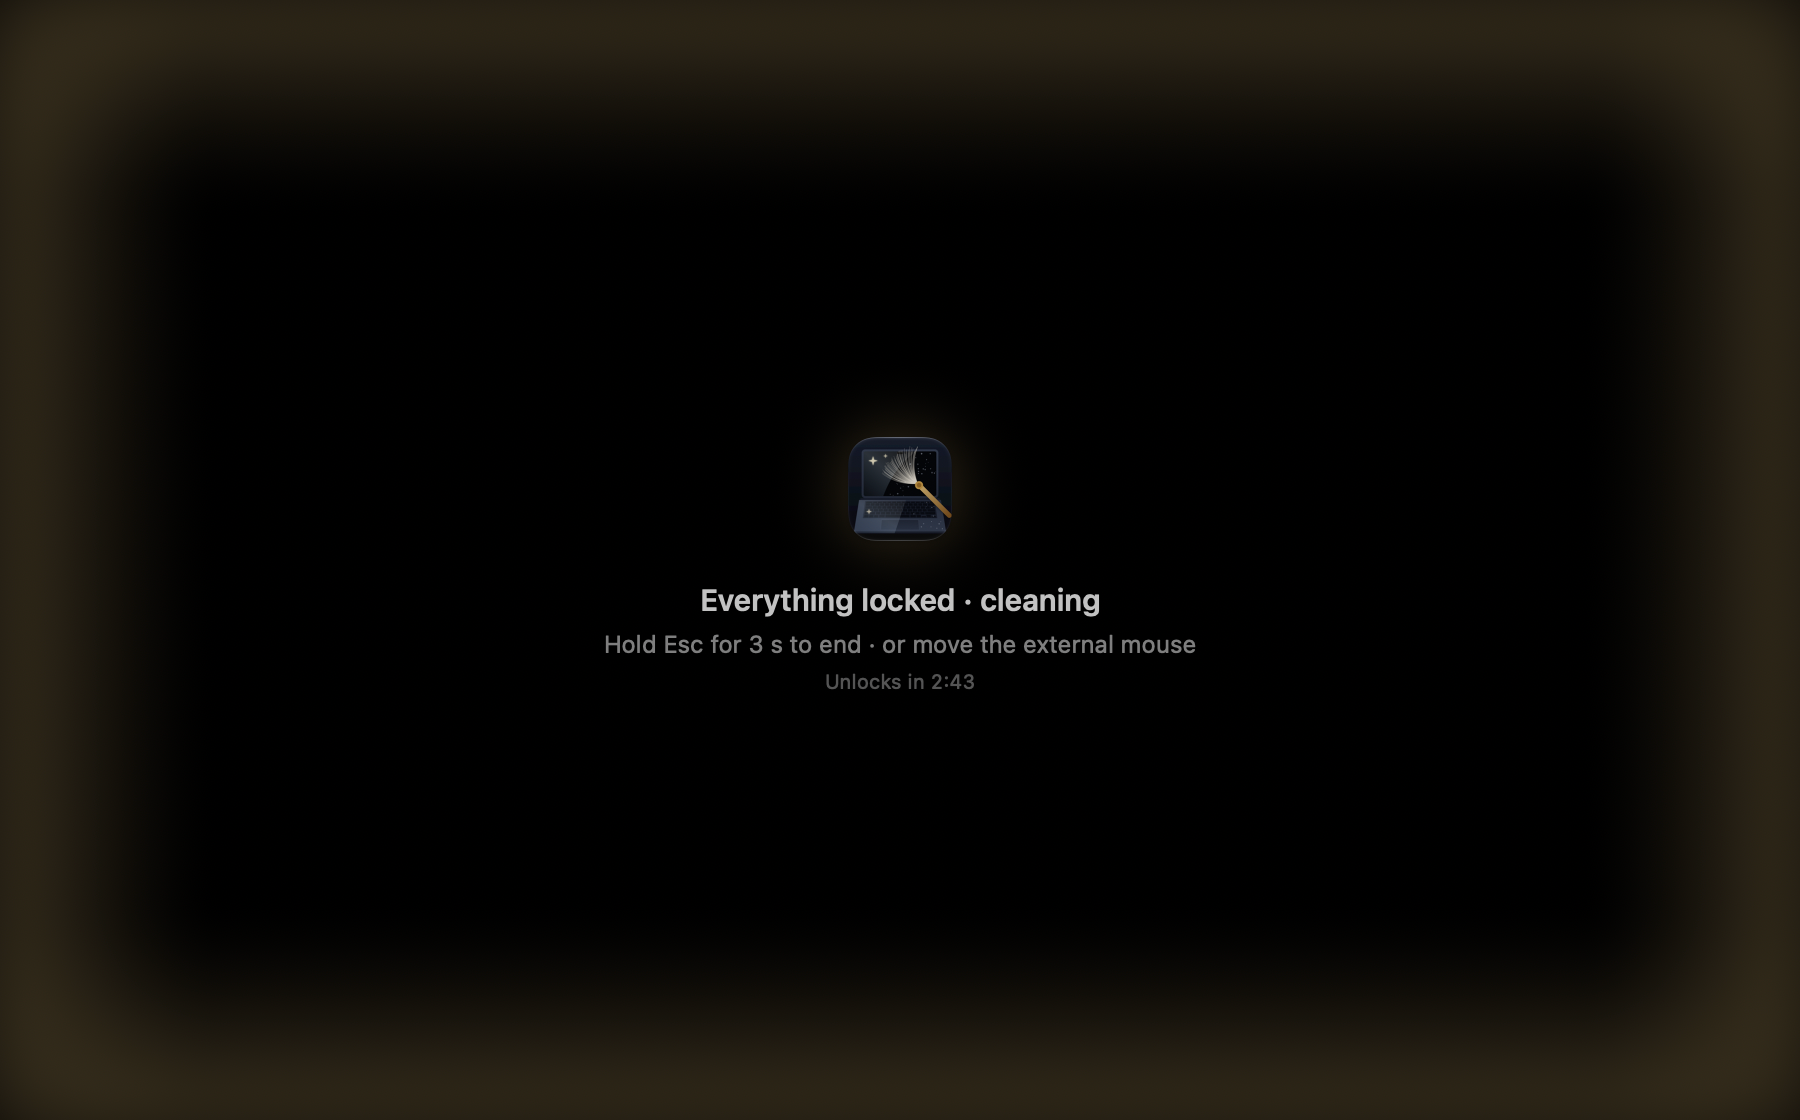 Everything locked · cleaning
Hold Esc for 3 s to end · or move the external mouse
Unlocks in 2:43